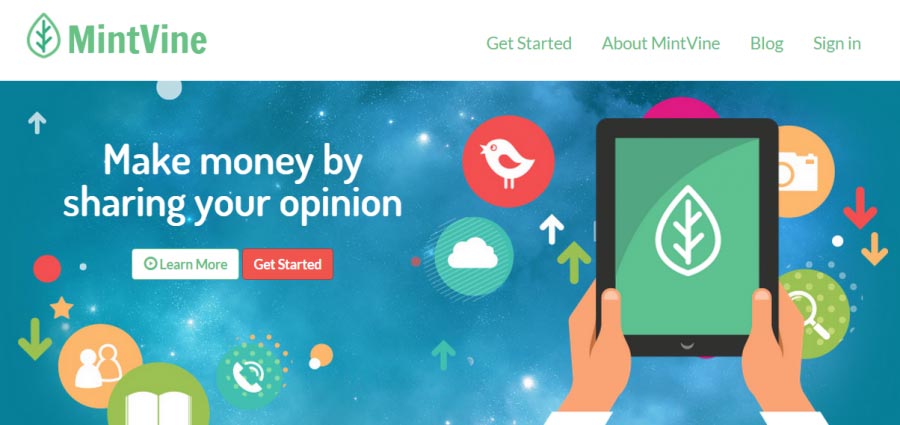 MintVine
Get Started
About MintVine
Blog
Sign in
Make money by
sharing your opinion
Learn More
Get Started